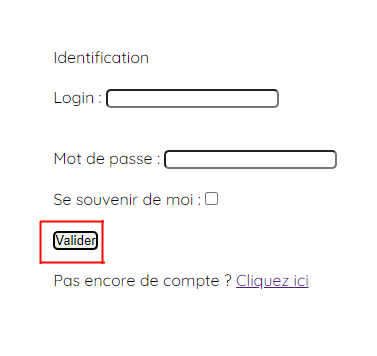 Identification
Login :
Mot de passe :
Se souvenir de moi :
Valider
Pas encore de compte ? Cliquez ici